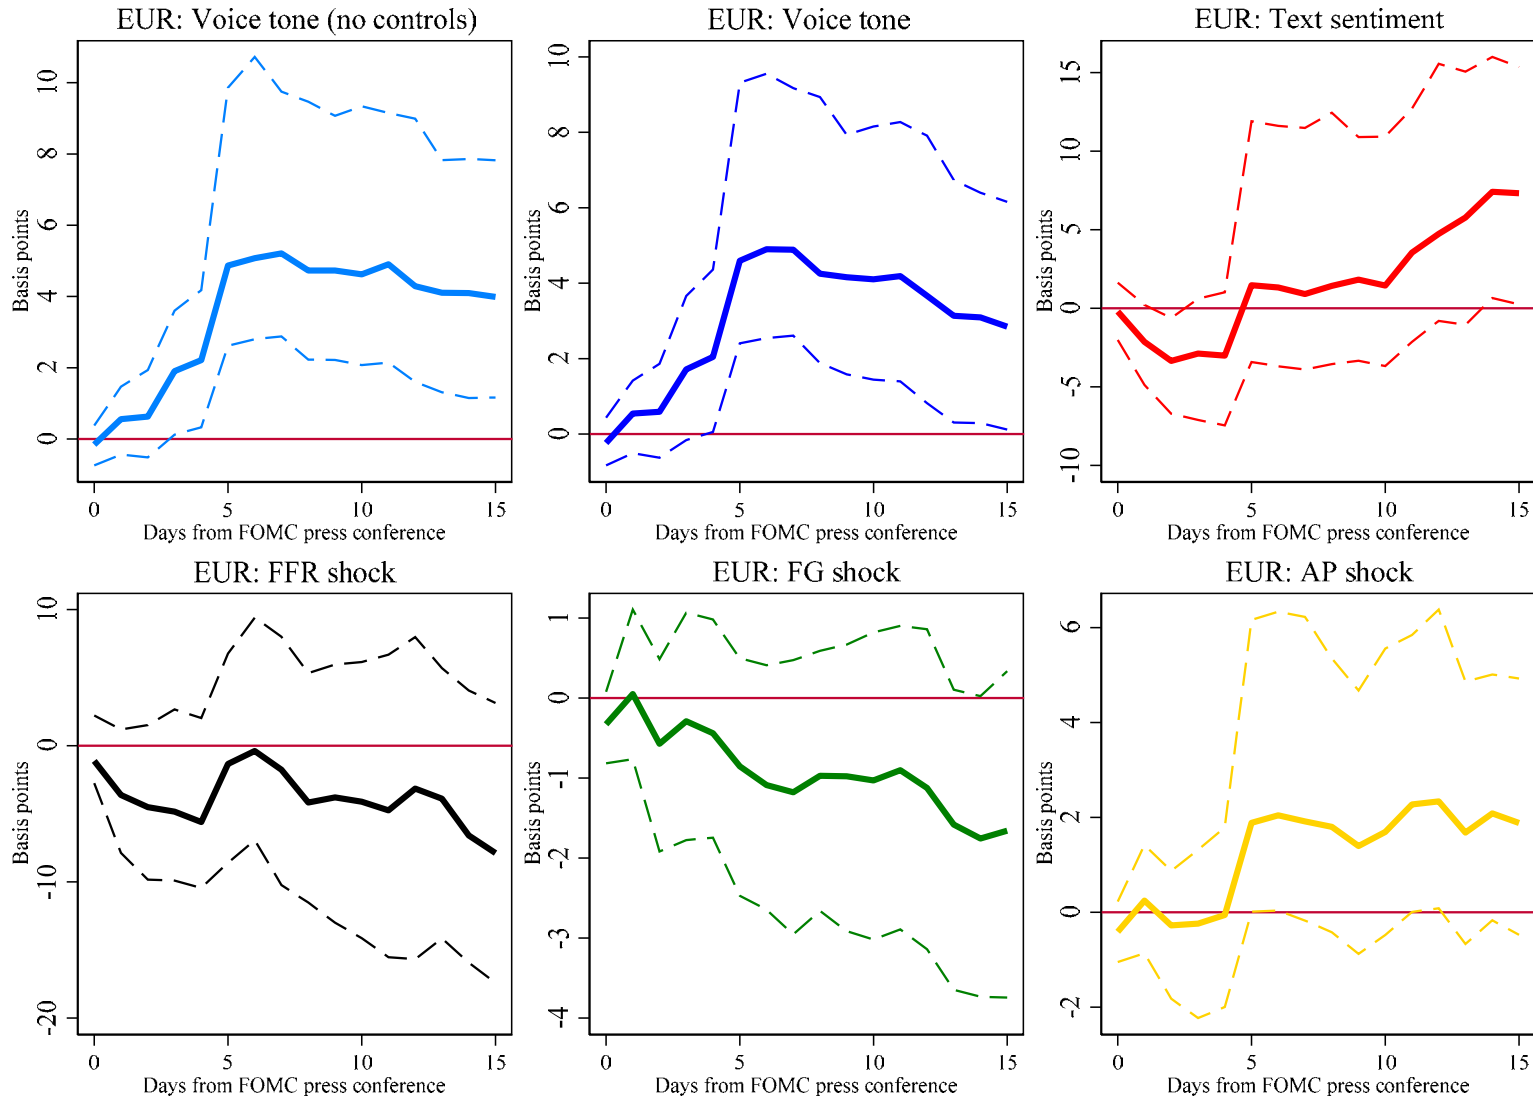 EUR: Voice tone (no controls)
Basis points
10
8
6
4
2
0
0 5 10 15
Days from FOMC press conference
EUR: Voice tone
Basis points
10
8
6
4
2
0
0 5 10 15
Days from FOMC press conference
EUR: Text sentiment
Basis points
15
10
5
0
-5
-10
0 5 10 15
Days from FOMC press conference
EUR: FFR shock
Basis points
10
0
-10
-20
0 5 10 15
Days from FOMC press conference
EUR: FG shock
Basis points
1
0
-1
-2
-3
-4
0 5 10 15
Days from FOMC press conference
EUR: AP shock
Basis points
6
4
2
0
-2
0 5 10 15
Days from FOMC press conference